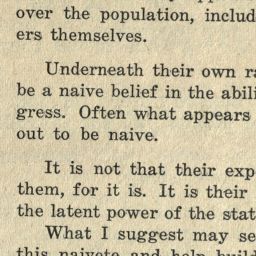 over the population, includ
ers themselves.
Underneath their own ra
be a naive belief in the abili
gress. Often what appears
out to be naive.
It is not that their exp
them, for it is. It is their
the latent power of the stat
What I suggest may se
this naivete and help build